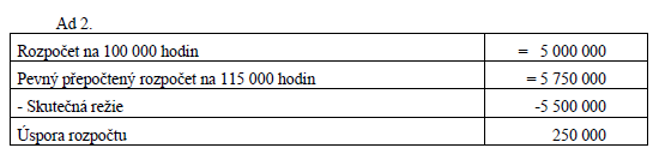 Ad 2.
Rozpočet na 100 000 hodin = 5 000 000
Pevný přepočtený rozpočet na 115 000 hodin = 5 750 000
- Skutečná režie -5 500 000
Úspora rozpočtu 250 000